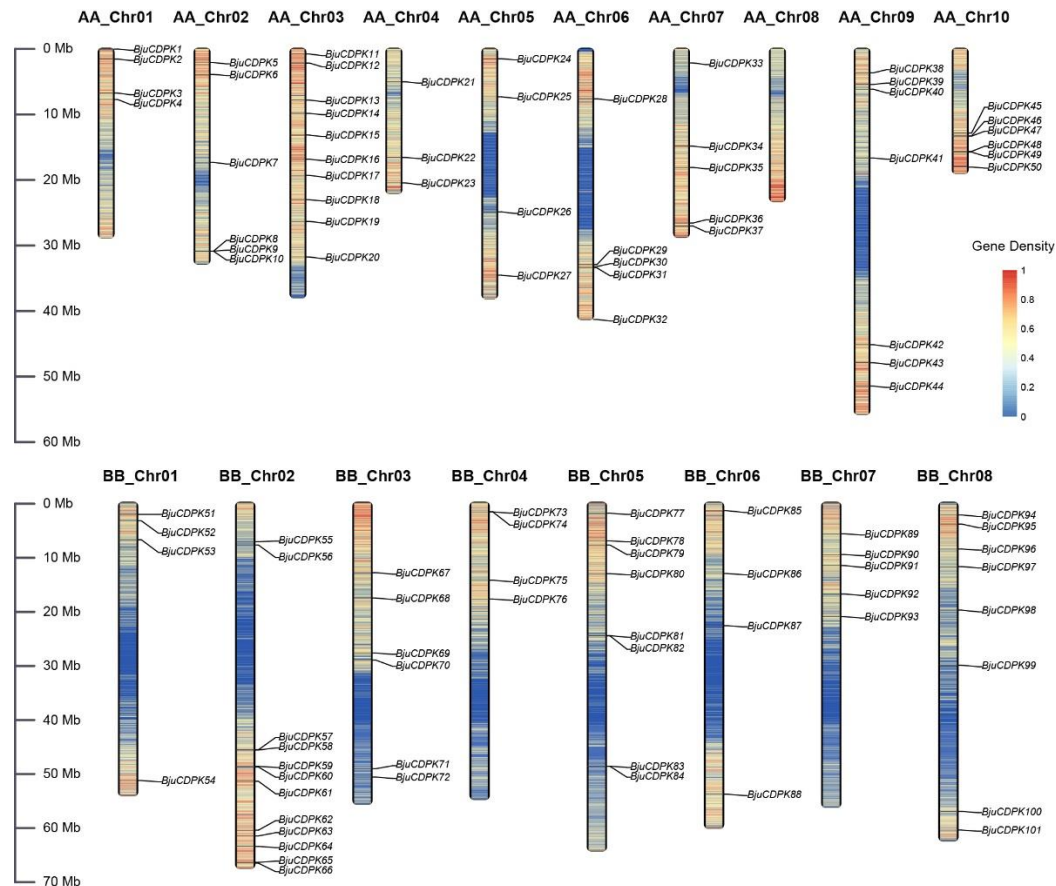 AA_Chr01 AA_Chr02 AA_Chr03 AA_Chr04 AA_Chr05 AA_Chr06 AA_Chr07 AA_Chr08 AA_Chr09 AA_Chr10
0 Mb
10 Mb
20 Mb
30 Mb
40 Mb
50 Mb
60 Mb
BjuCDPK1
BjuCDPK2
BjuCDPK3
BjuCDPK4
BjuCDPK5
BjuCDPK6
BjuCDPK7
BjuCDPK8
BjuCDPK9
BjuCDPK10
BjuCDPK11
BjuCDPK12
BjuCDPK13
BjuCDPK14
BjuCDPK15
BjuCDPK16
BjuCDPK17
BjuCDPK18
BjuCDPK19
BjuCDPK20
BjuCDPK21
BjuCDPK22
BjuCDPK23
BjuCDPK24
BjuCDPK25
BjuCDPK26
BjuCDPK27
BjuCDPK28
BjuCDPK29
BjuCDPK30
BjuCDPK31
BjuCDPK32
BjuCDPK33
BjuCDPK34
BjuCDPK35
BjuCDPK36
BjuCDPK37
BjuCDPK38
BjuCDPK39
BjuCDPK40
BjuCDPK41
BjuCDPK42
BjuCDPK43
BjuCDPK44
BjuCDPK45
BjuCDPK46
BjuCDPK47
BjuCDPK48
BjuCDPK49
BjuCDPK50
Gene Density
1
0.8
0.6
0.4
0.2
0
BB_Chr01 BB_Chr02 BB_Chr03 BB_Chr04 BB_Chr05 BB_Chr06 BB_Chr07 BB_Chr08
0 Mb
10 Mb
20 Mb
30 Mb
40 Mb
50 Mb
60 Mb
70 Mb
BjuCDPK51
BjuCDPK52
BjuCDPK53
BjuCDPK54
BjuCDPK55
BjuCDPK56
BjuCDPK57
BjuCDPK58
BjuCDPK59
BjuCDPK60
BjuCDPK61
BjuCDPK62
BjuCDPK63
BjuCDPK64
BjuCDPK65
BjuCDPK66
BjuCDPK67
BjuCDPK68
BjuCDPK69
BjuCDPK70
BjuCDPK71
BjuCDPK72
BjuCDPK73
BjuCDPK74
BjuCDPK75
BjuCDPK76
BjuCDPK77
BjuCDPK78
BjuCDPK79
BjuCDPK80
BjuCDPK81
BjuCDPK82
BjuCDPK83
BjuCDPK84
BjuCDPK85
BjuCDPK86
BjuCDPK87
BjuCDPK88
BjuCDPK89
BjuCDPK90
BjuCDPK91
BjuCDPK92
BjuCDPK93
BjuCDPK94
BjuCDPK95
BjuCDPK96
BjuCDPK97
BjuCDPK98
BjuCDPK99
BjuCDPK100
BjuCDPK101